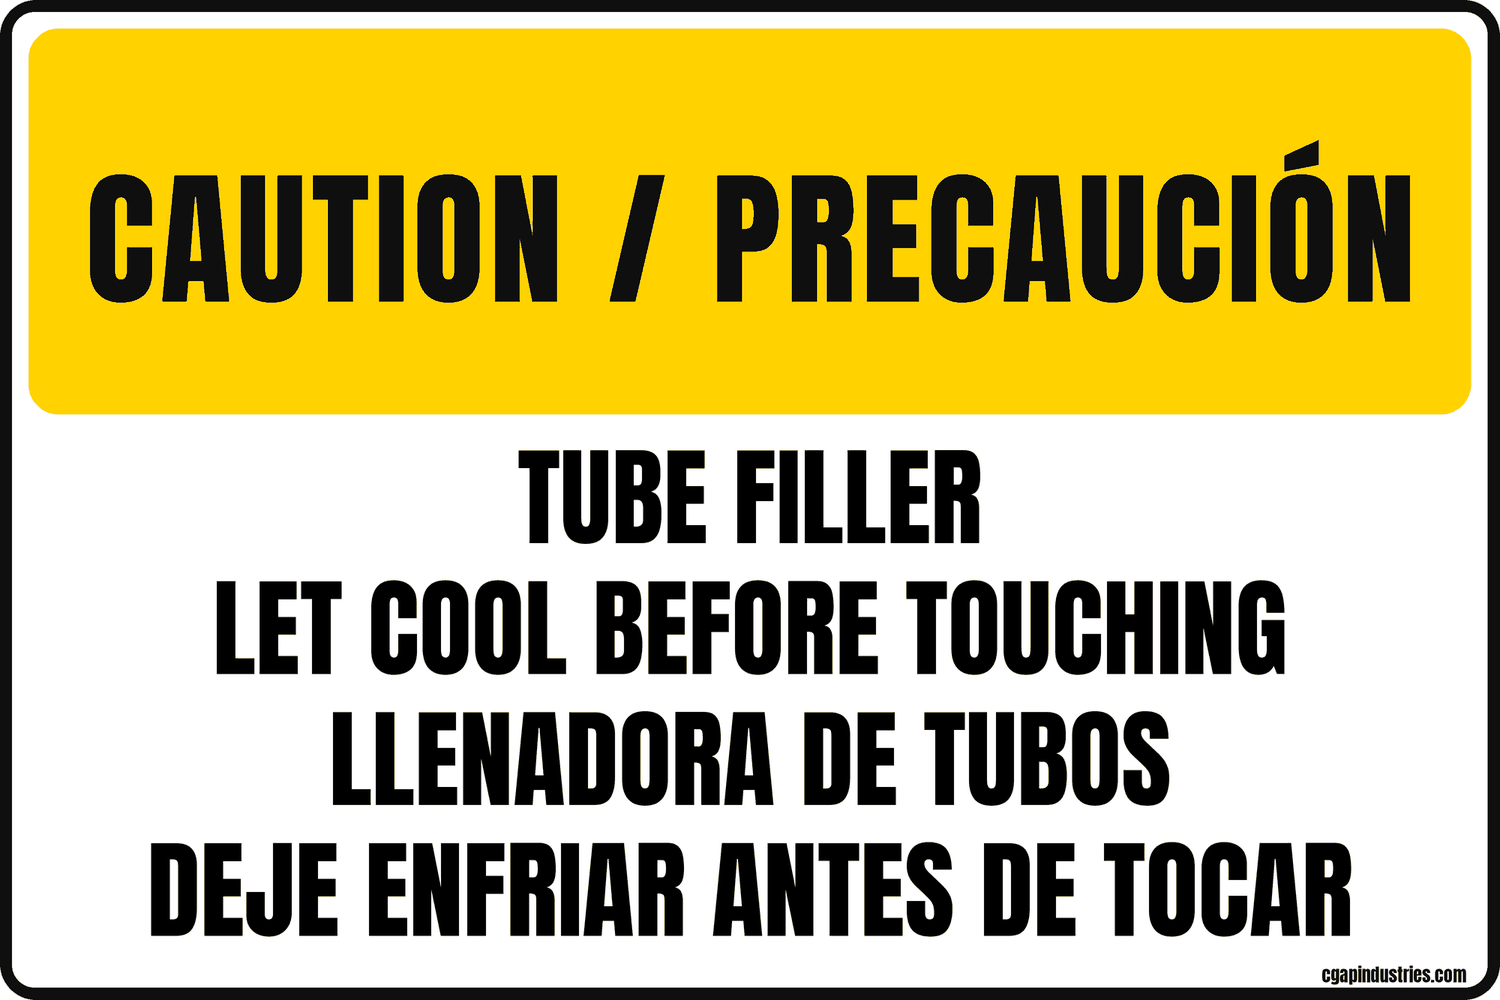 CAUTION / PRECAUCIÓN
TUBE FILLER
LET COOL BEFORE TOUCHING
LLENADORA DE TUBOS
DEJE ENFRIAR ANTES DE TOCAR
cgapindustries.com